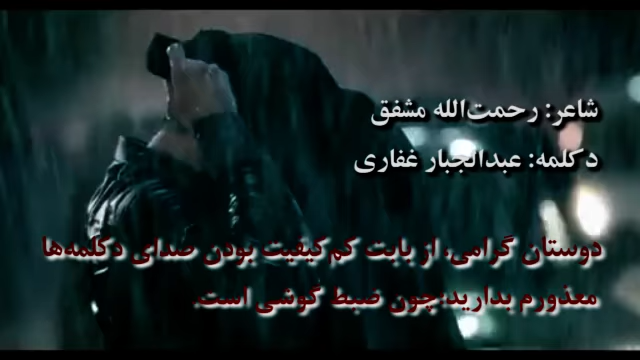 شاعر: رحمت‌الله مشفق
دکلمه: عبدالجبار غفاری
دوستان گرامی، از بابت کم‌کیفیت بودن صدای دکلمه‌ها
معذورم بدارید؛چون ضبط گوشی است.